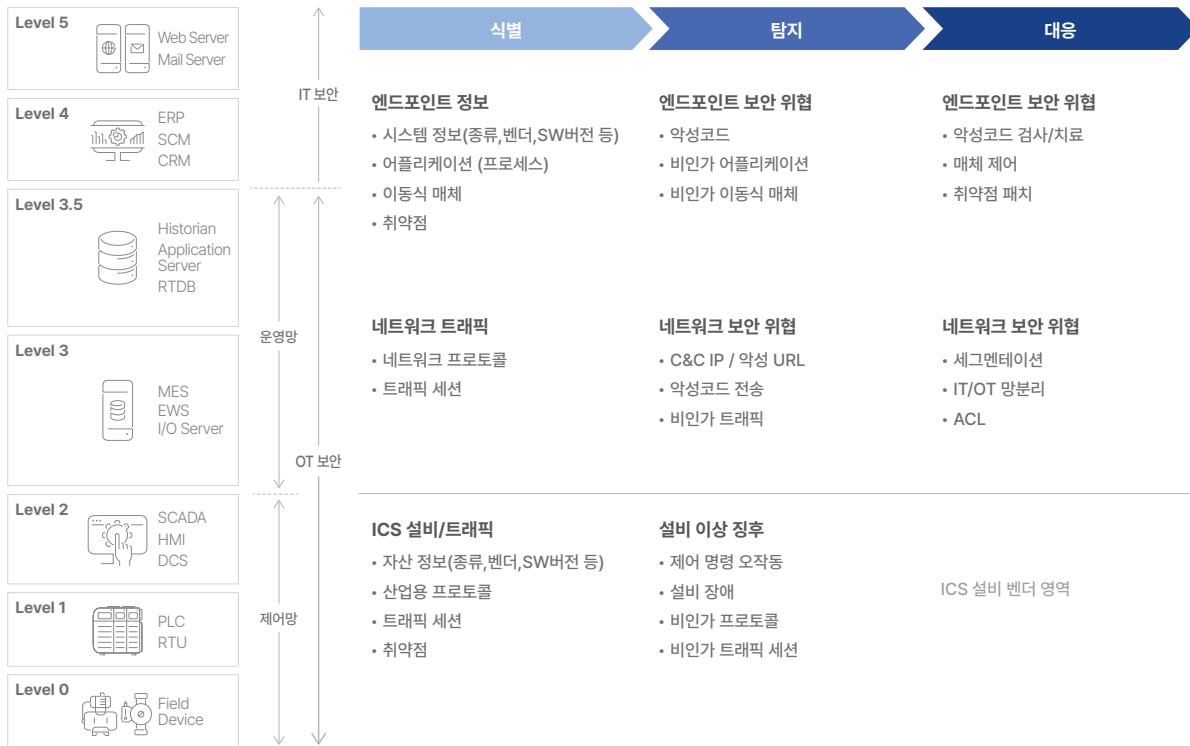 Level 5
Web Server
Mail Server
Level 4
ERP
SCM
CRM
Level 3.5
Historian
Application
Server
RTDB
Level 3
MES
EWS
I/O Server
Level 2
SCADA
HMI
DCS
Level 1
PLC
RTU
Level 0
Field
Device
IT 보안
운영망
OT 보안
제어망
식별
탐지
대응
엔드포인트 정보
• 시스템 정보(종류,벤더,SW버전 등)
• 어플리케이션 (프로세스)
• 이동식 매체
• 취약점
엔드포인트 보안 위협
• 악성코드
• 비인가 어플리케이션
• 비인가 이동식 매체
엔드포인트 보안 위협
• 악성코드 검사/치료
• 매체 제어
• 취약점 패치
네트워크 트래픽
• 네트워크 프로토콜
• 트래픽 세션
네트워크 보안 위협
• C&C IP / 악성 URL
• 악성코드 전송
• 비인가 트래픽
네트워크 보안 위협
• 세그멘테이션
• IT/OT 망분리
• ACL
ICS 설비/트래픽
• 자산 정보(종류,벤더,SW버전 등)
• 산업용 프로토콜
• 트래픽 세션
• 취약점
설비 이상 징후
• 제어 명령 오작동
• 설비 장애
• 비인가 프로토콜
• 비인가 트래픽 세션
ICS 설비 벤더 영역